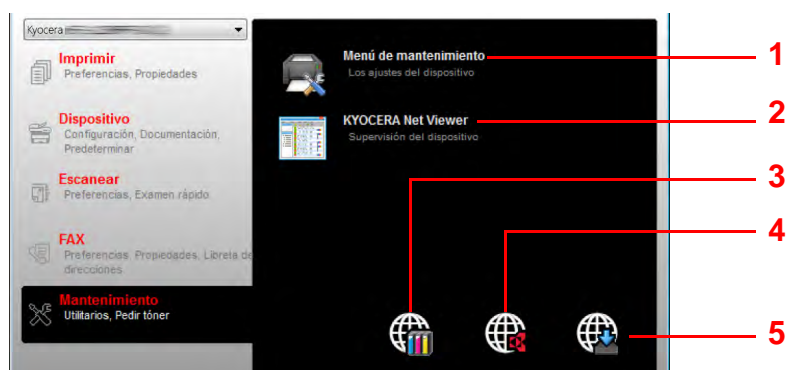 Kyocera
Imprimir
Preferencias, Propiedades
Dispositivo
Configuración, Documentación,
Predeterminar
Escanear
Preferencias, Examen rápido
FAX
Preferencias, Propiedades, Libreta de
direcciones
Mantenimiento
Utilitarios, Pedir tóner
Menú de mantenimiento
Los ajustes del dispositivo
KYOCERA Net Viewer
Supervisión del dispositivo
1
2
3
4
5